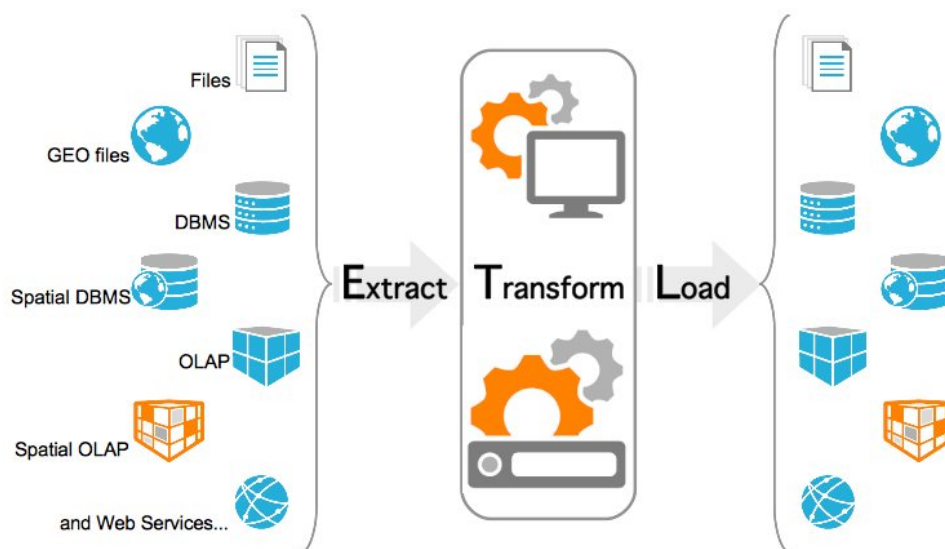 Files
GEO files
DBMS
Spatial DBMS
OLAP
Spatial OLAP
and Web Services...
Extract
Transform
Load